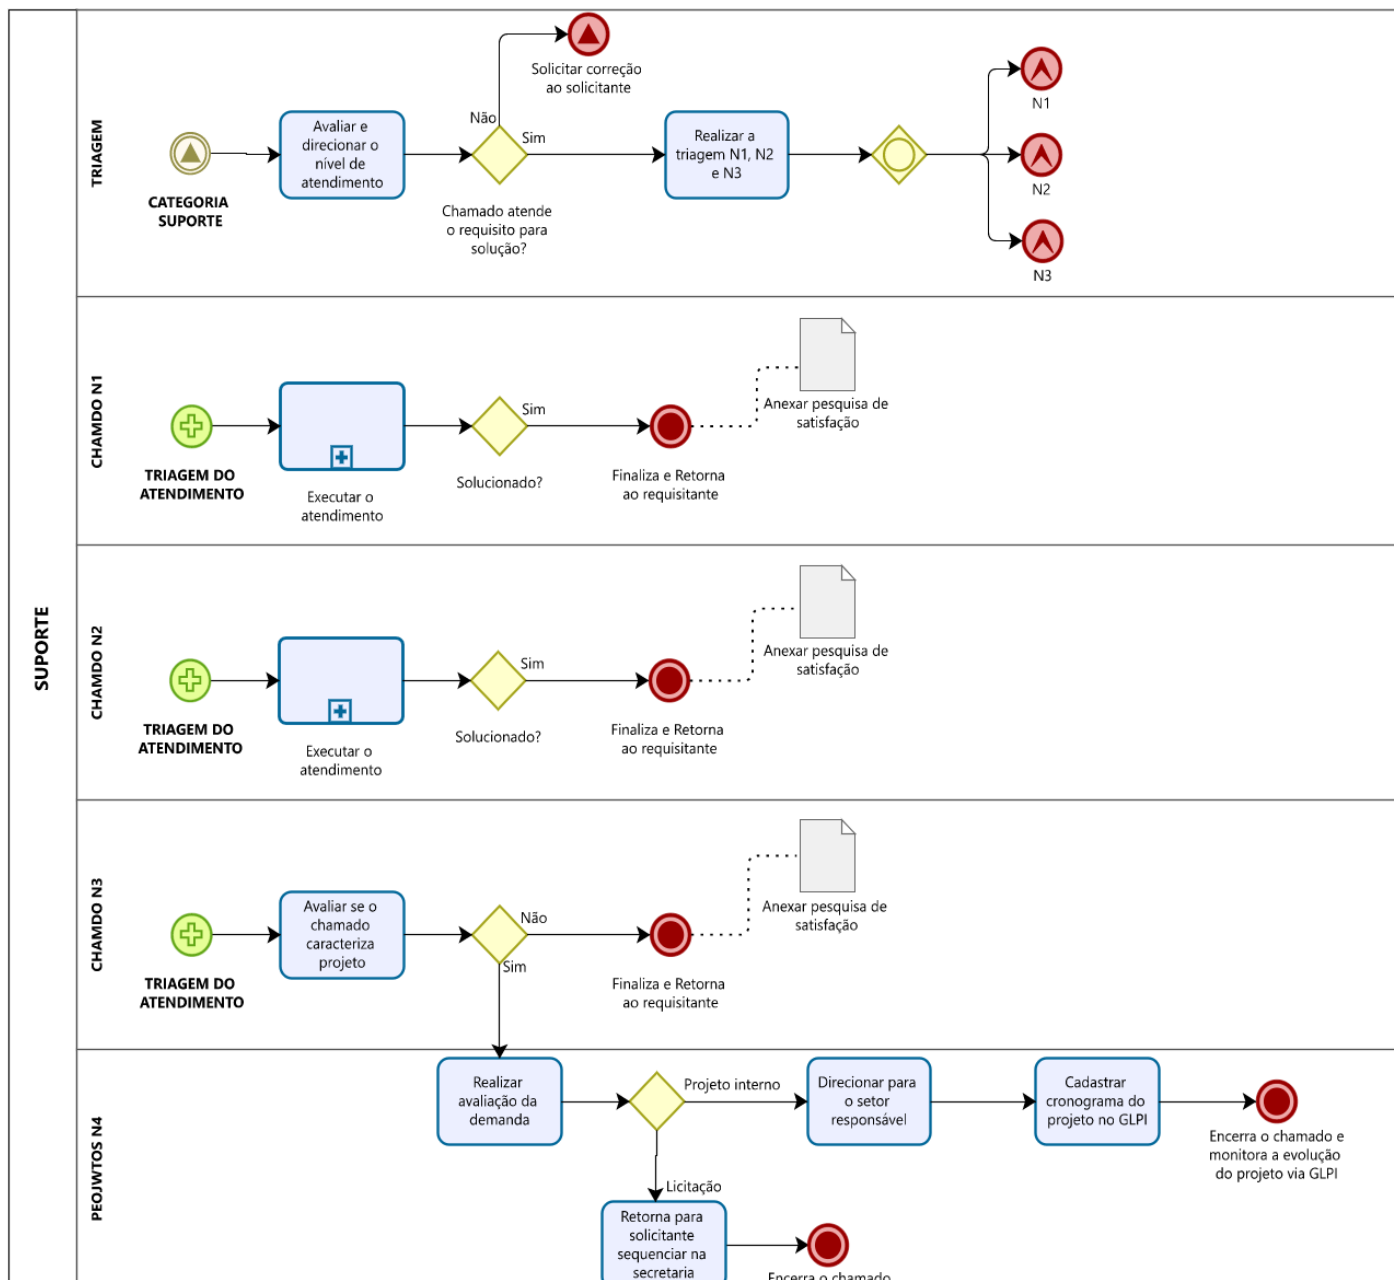 SUPORTE
TRIAGEM
CATEGORIA
SUPORTE
Avaliar e
direcionar o
nível de
atendimento
Não
Sim
Chamado atende
o requisito para
solução?
Solicitar correção
ao solicitante
Realizar a
triagem N1, N2
e N3
N1
N2
N3
CHAMDO N1
TRIAGEM DO
ATENDIMENTO
Executar o
atendimento
Sim
Solucionado?
Finaliza e Retorna
ao requisitante
Anexar pesquisa de
satisfação
CHAMDO N2
TRIAGEM DO
ATENDIMENTO
Executar o
atendimento
Sim
Solucionado?
Finaliza e Retorna
ao requisitante
Anexar pesquisa de
satisfação
CHAMDO N3
TRIAGEM DO
ATENDIMENTO
Avaliar se o
chamado
caracteriza
projeto
Não
Sim
Finaliza e Retorna
ao requisitante
Anexar pesquisa de
satisfação
PEOJWTOS N4
Realizar
avaliação da
demanda
Projeto interno
Licitação
Direcionar para
o setor
responsável
Cadastrar
cronograma do
projeto no GLPI
Encerra o chamado e
monitora a evolução
do projeto via GLPI
Retorna para
solicitante
sequenciar na
secretaria
Encerra o chamado